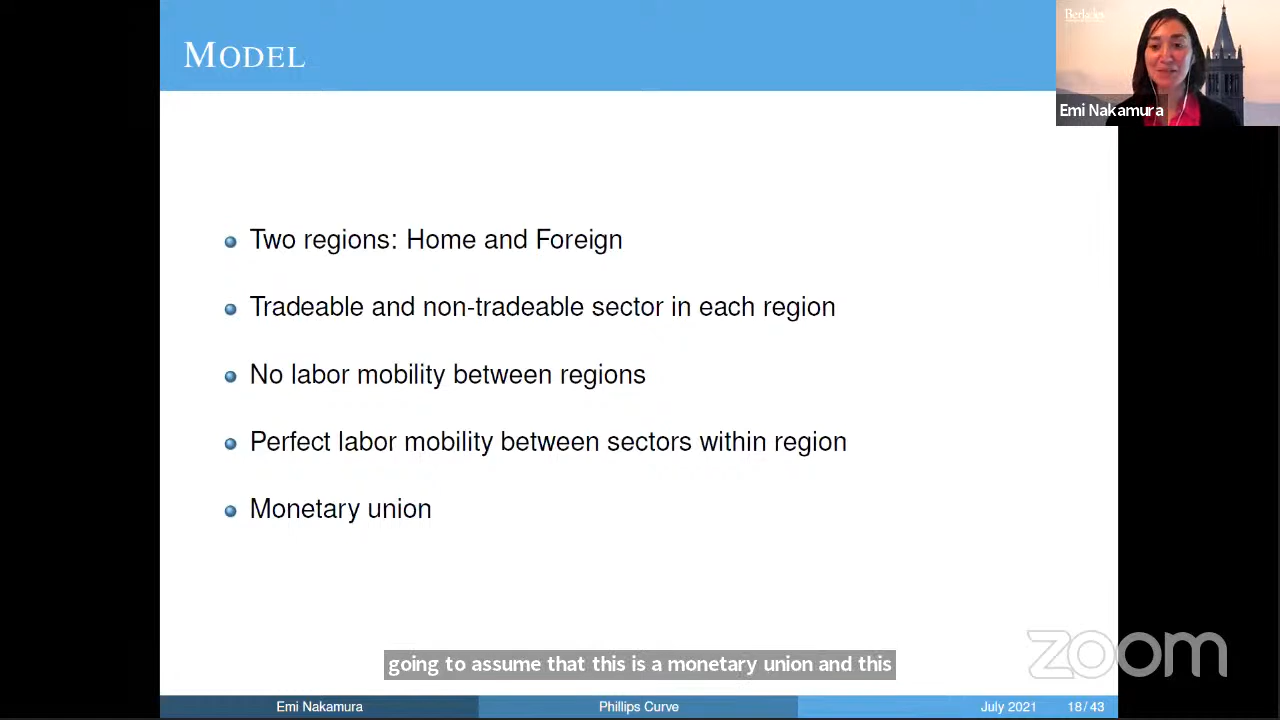 MODEL
Berkeley
Emi Nakamura
Two regions: Home and Foreign
Tradeable and non-tradeable sector in each region
No labor mobility between regions
Perfect labor mobility between sectors within region
Monetary union
going to assume that this is a monetary union and this
zoom
Emi Nakamura
Phillips Curve
July 2021
18/43